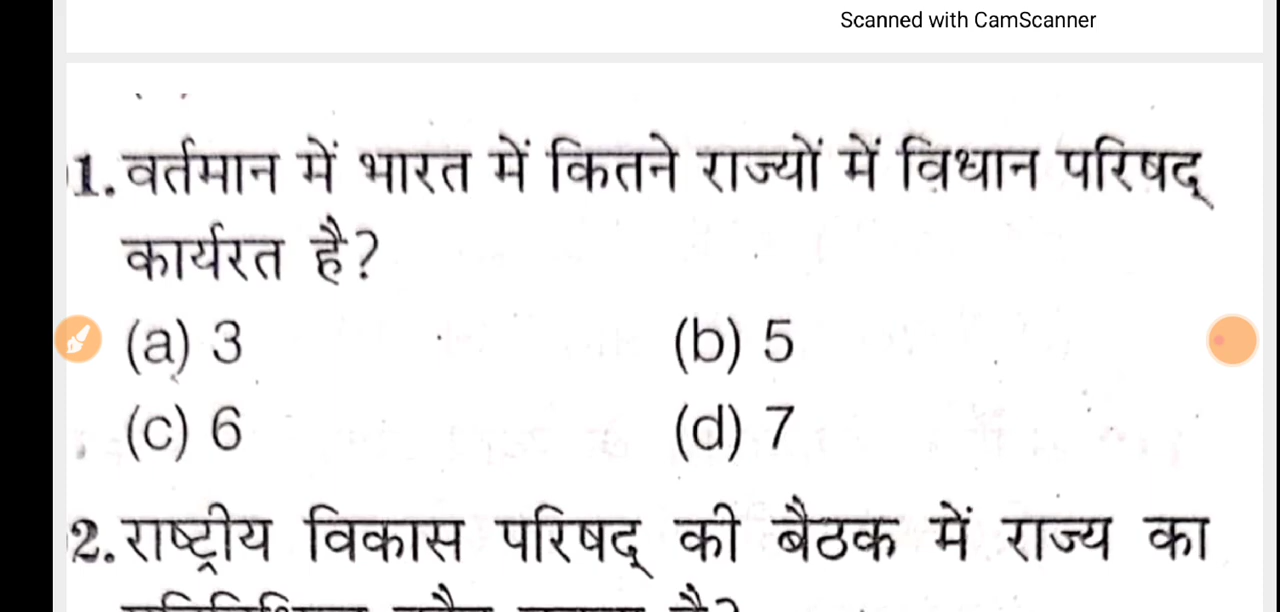 Scanned with CamScanner
1. वर्तमान में भारत में कितने राज्यों में विधान परिषद्
कार्यरत है?
(a) 3 (b) 5
(c) 6 (d) 7
2. राष्ट्रीय विकास परिषद् की बैठक में राज्य का